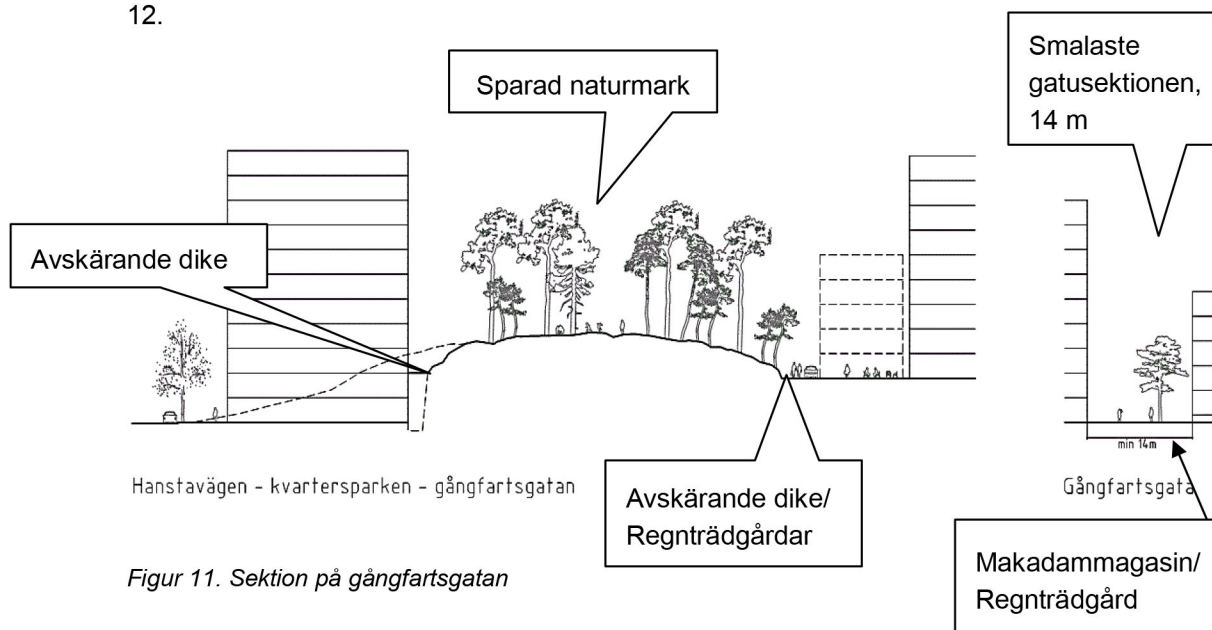 12.
Sparad naturmark
Smalaste
gatusektionen,
14 m
Avskärande dike
min 14m
Hanstavägen - kvartersparken - gångfartsgatan
Gångfartsgata
Avskärande dike/
Regnträdgårdar
Makadammagasin/
Regnträdgård
Figur 11. Sektion på gångfartsgatan